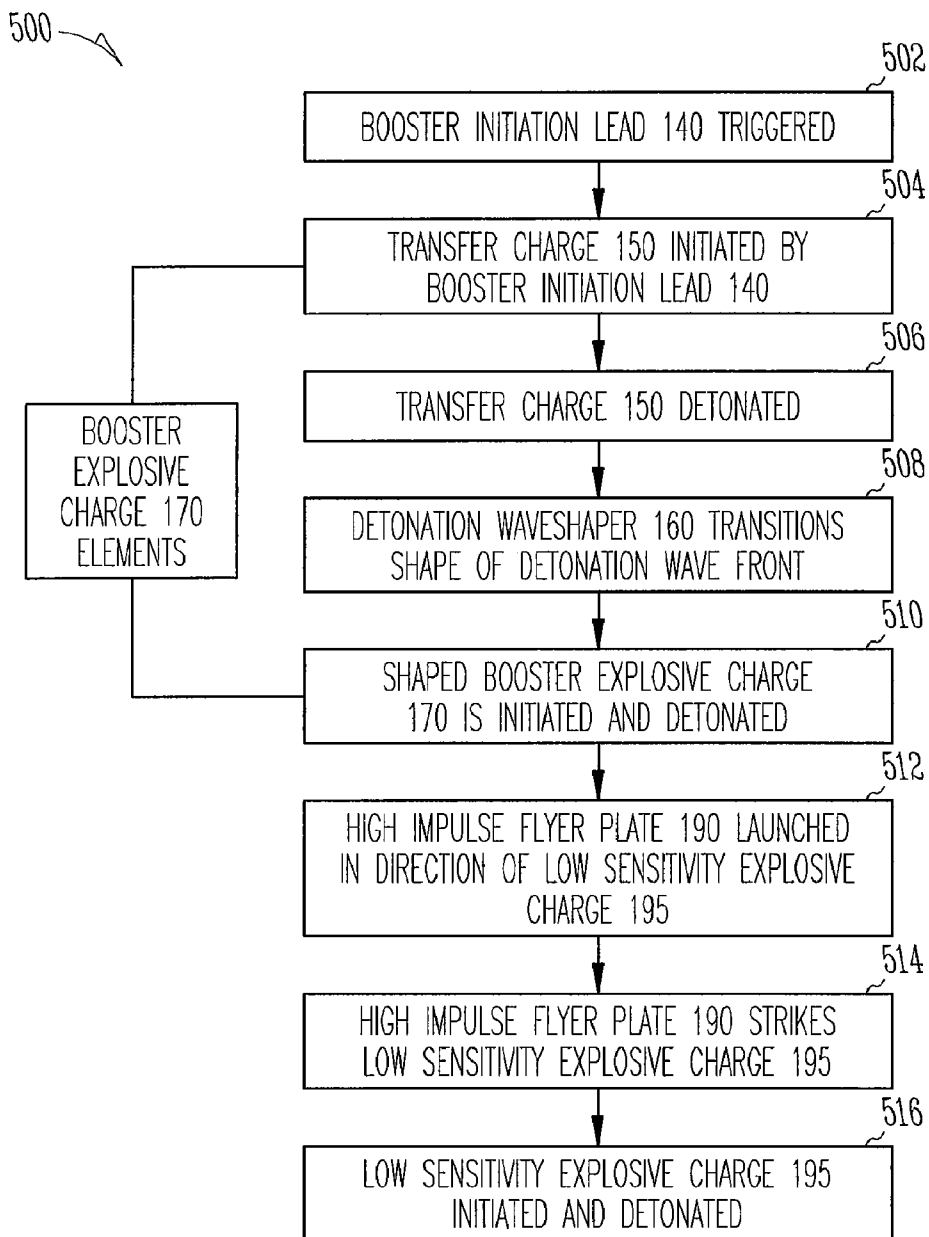 500
502
BOOSTER INITIATION LEAD 140 TRIGGERED
504
TRANSFER CHARGE 150 INITIATED BY
BOOSTER INITIATION LEAD 140
506
TRANSFER CHARGE 150 DETONATED
BOOSTER
EXPLOSIVE
CHARGE 170
ELEMENTS
508
DETONATION WAVESHAPER 160 TRANSITIONS
SHAPE OF DETONATION WAVE FRONT
510
SHAPED BOOSTER EXPLOSIVE CHARGE
170 IS INITIATED AND DETONATED
512
HIGH IMPULSE FLYER PLATE 190 LAUNCHED
IN DIRECTION OF LOW SENSITIVITY EXPLOSIVE
CHARGE 195
514
HIGH IMPULSE FLYER PLATE 190 STRIKES
LOW SENSITIVITY EXPLOSIVE CHARGE 195
516
LOW SENSITIVITY EXPLOSIVE CHARGE 195
INITIATED AND DETONATED